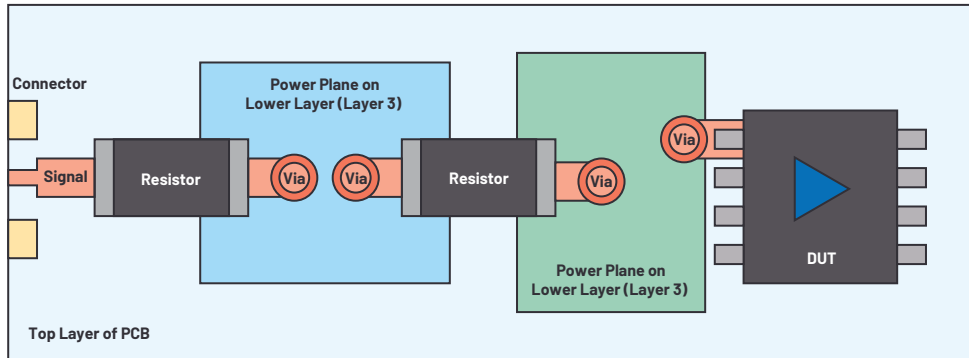 Power Plane on
Lower Layer (Layer 3)
Connector
Signal
Resistor
Via
Via
Resistor
Via
Via
Power Plane on
Lower Layer (Layer 3)
DUT
Top Layer of PCB